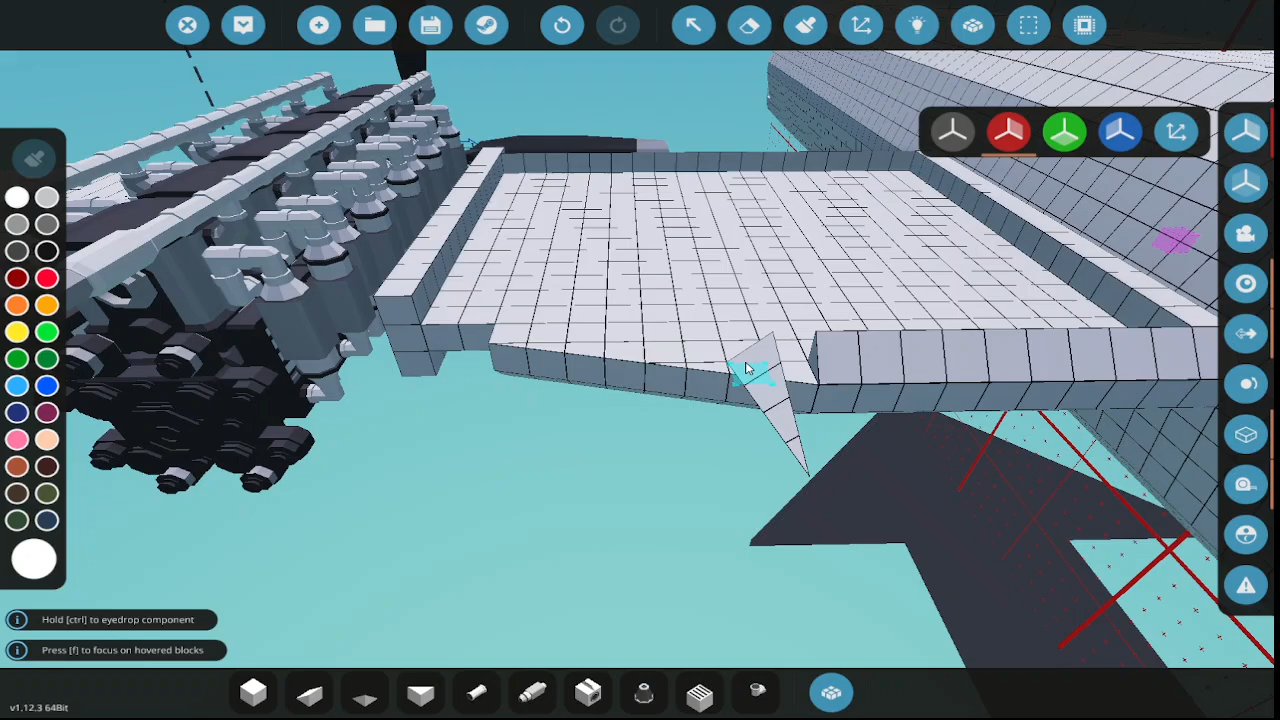 Hold [ctrl] to eyedrop component
Press [f] to focus on hovered blocks
v1.12.3 64Bit